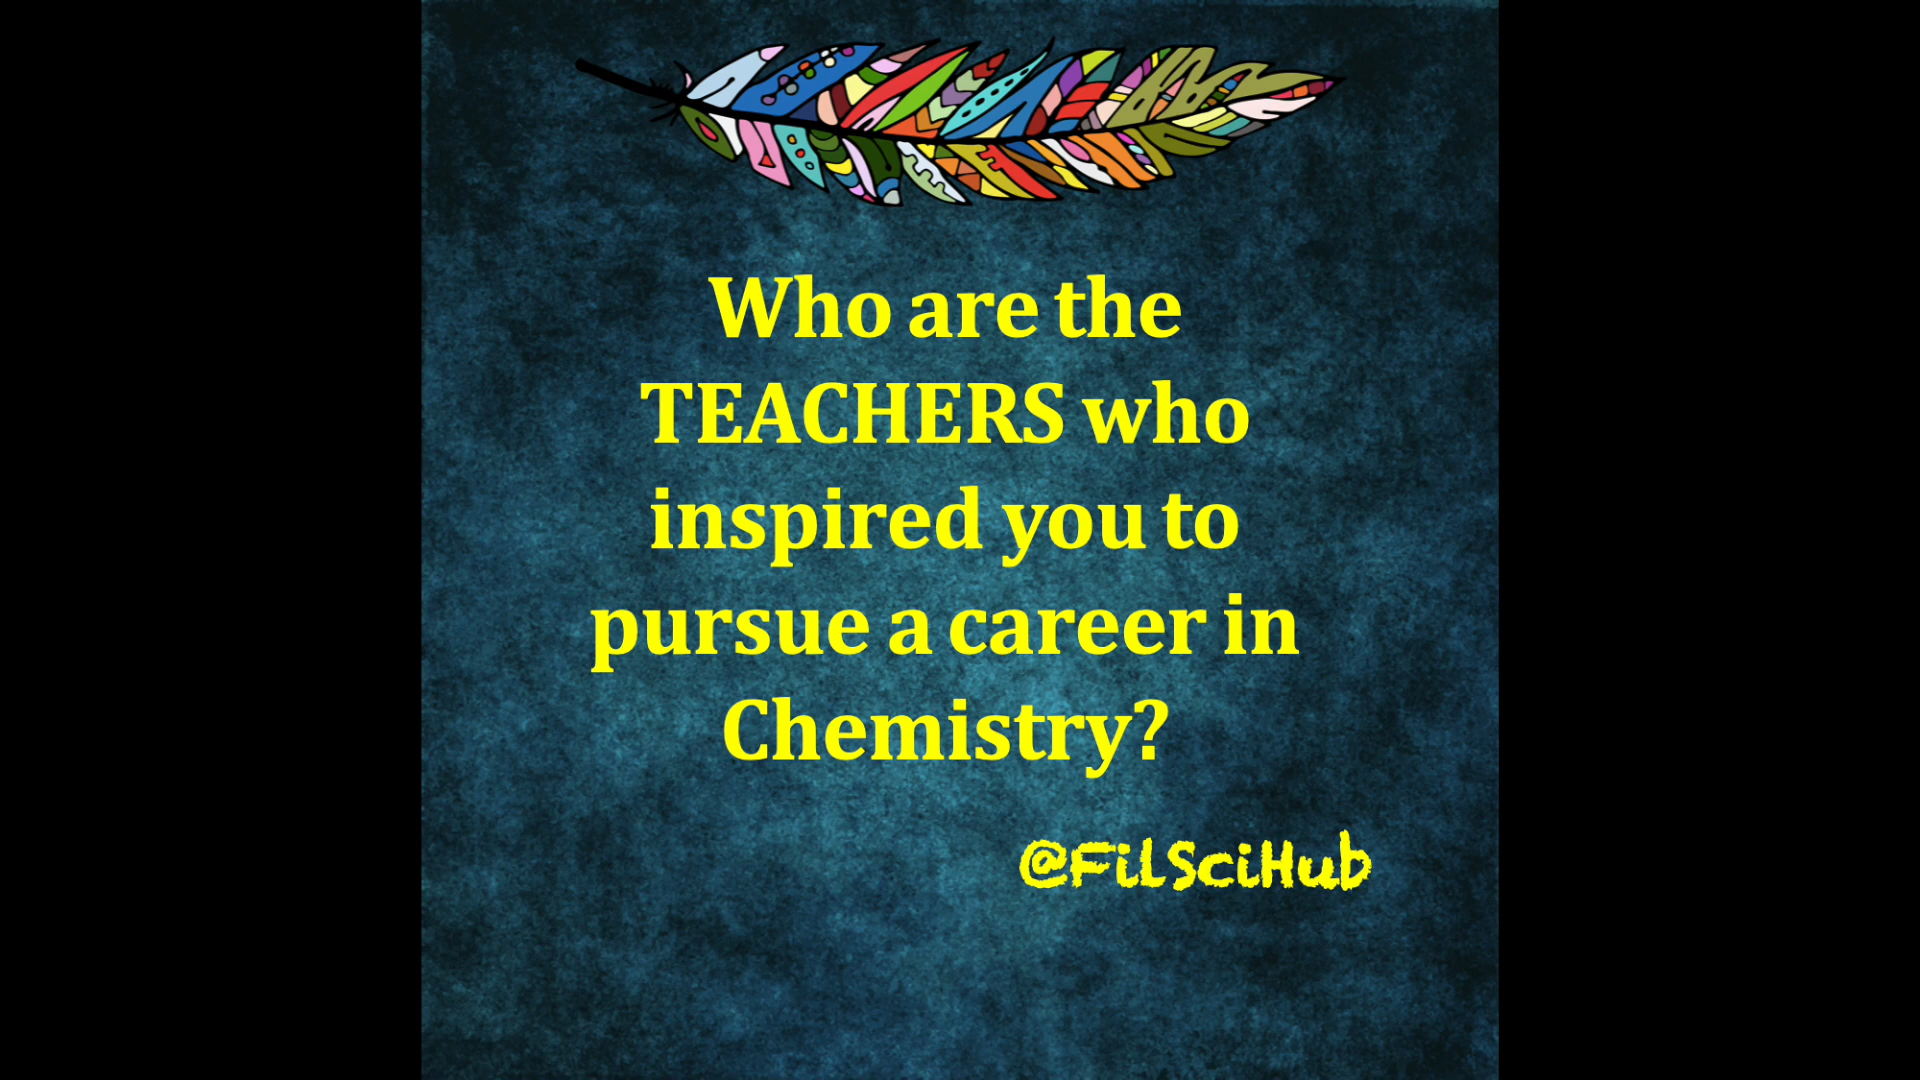 Who are the
TEACHERS who
inspired you to
pursue a career in
Chemistry?
@FilSciHub